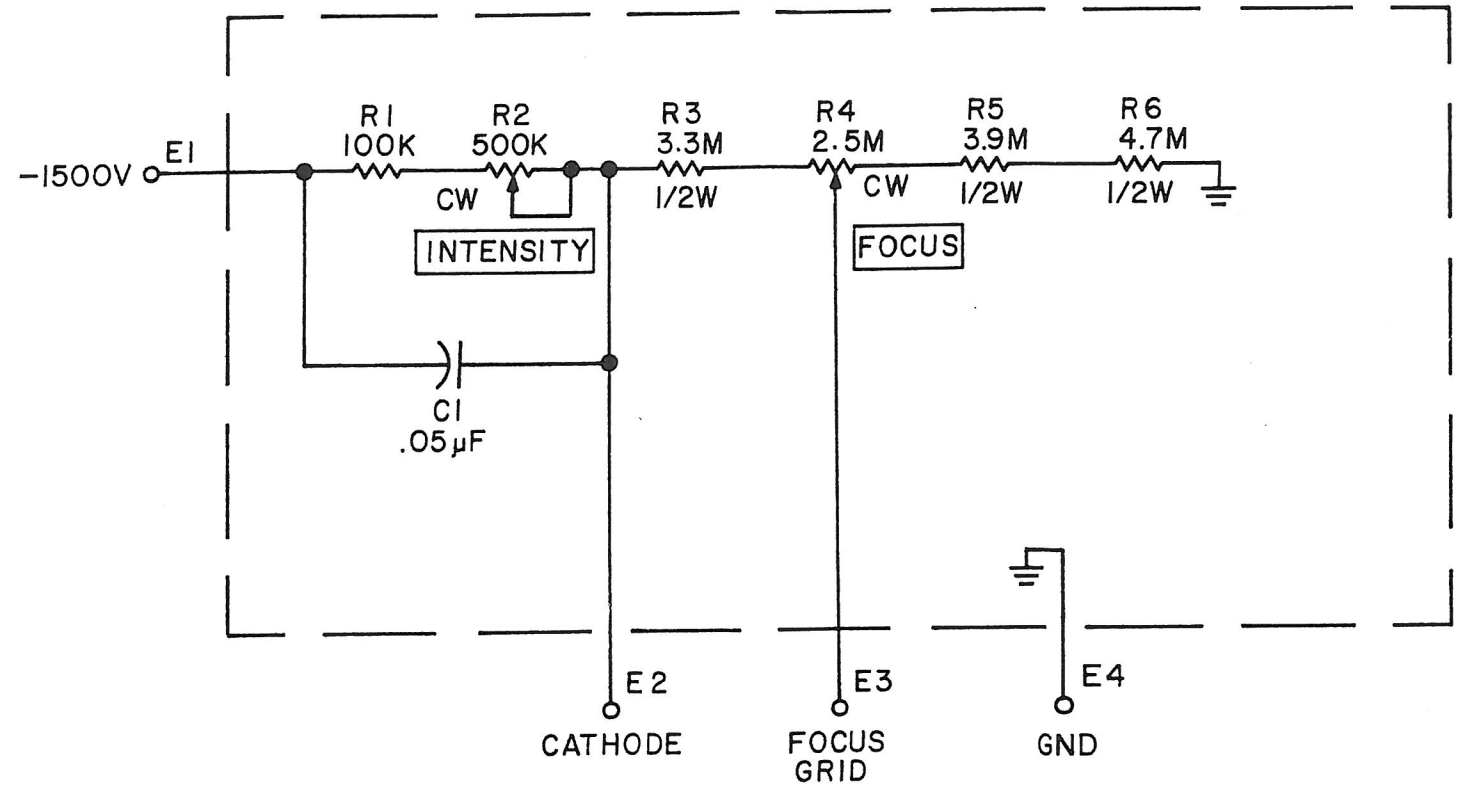 R1
100K
R2
500K
R3
3.3M
R4
2.5M
R5
3.9M
R6
4.7M
-1500V
E1
CW
1/2W
CW
1/2W
1/2W
INTENSITY
FOCUS
C1
.05µF
E2
E3
E4
CATHODE
FOCUS
GRID
GND